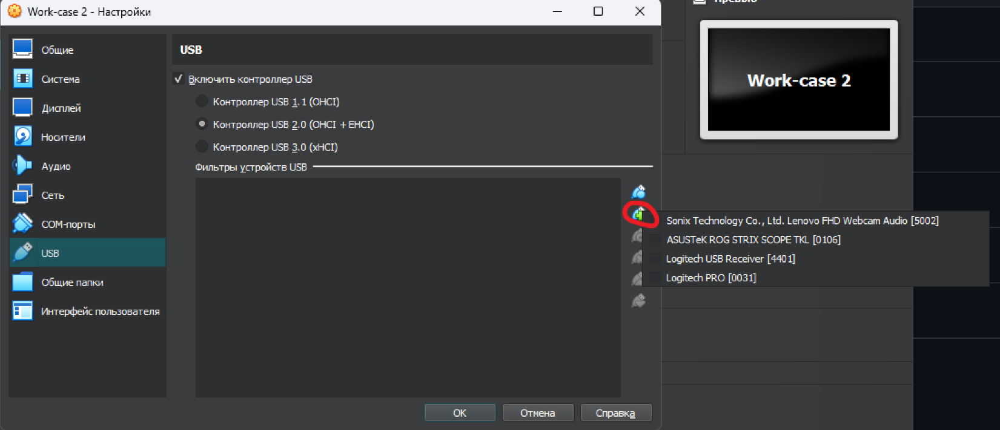 Work-case 2 - Настройки
Общие
Система
Дисплей
Носители
Аудио
Сеть
COM-порты
USB
Общие папки
Интерфейс пользователя
USB
Включить контроллер USB
Контроллер USB 1.1 (OHCI)
Контроллер USB 2.0 (OHCI + EHCI)
Контроллер USB 3.0 (xHCI)
Фильтры устройств USB
Sonix Technology Co., Ltd. Lenovo FHD Webcam Audio [5002]
ASUSTeK ROG STRIX SCOPE TKL [0106]
Logitech USB Receiver [4401]
Logitech PRO [0031]
OK
Отмена
Справка
Превью
Work-case 2